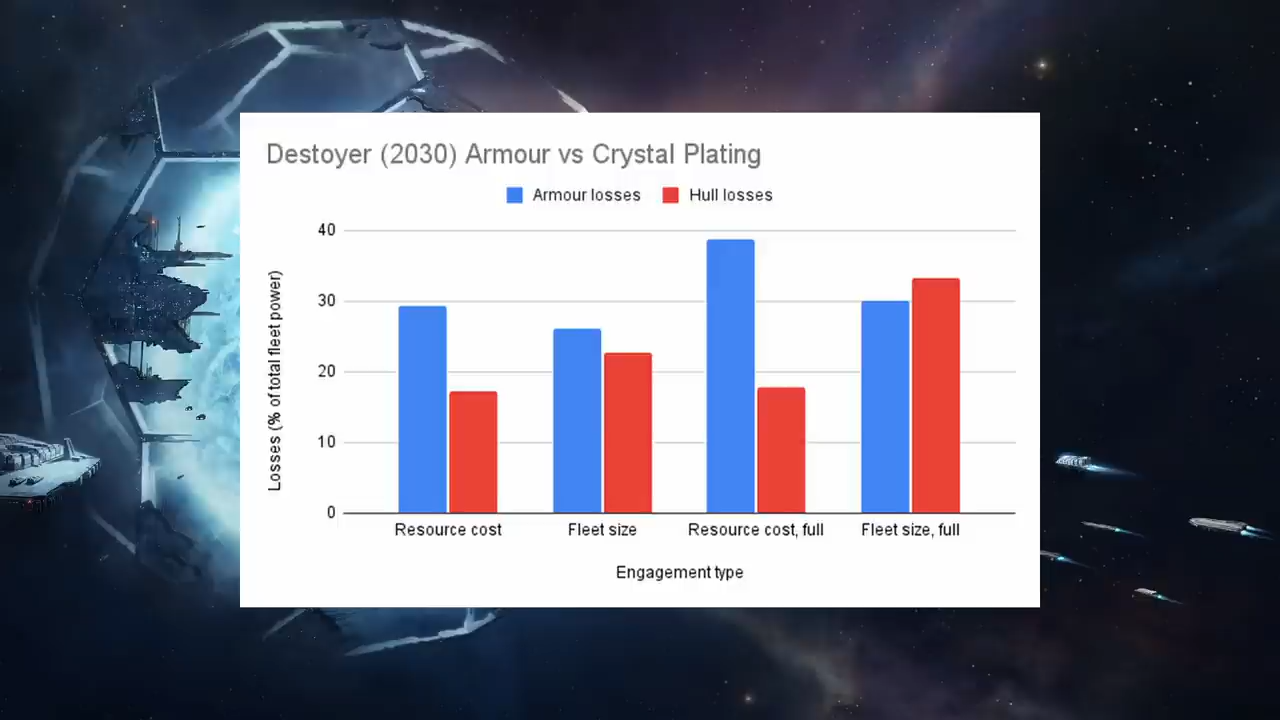 Destoyer (2030) Armour vs Crystal Plating
Armour losses Hull losses
Losses (% of total fleet power)
40
30
20
10
0
Resource cost Fleet size Resource cost, full Fleet size, full
Engagement type